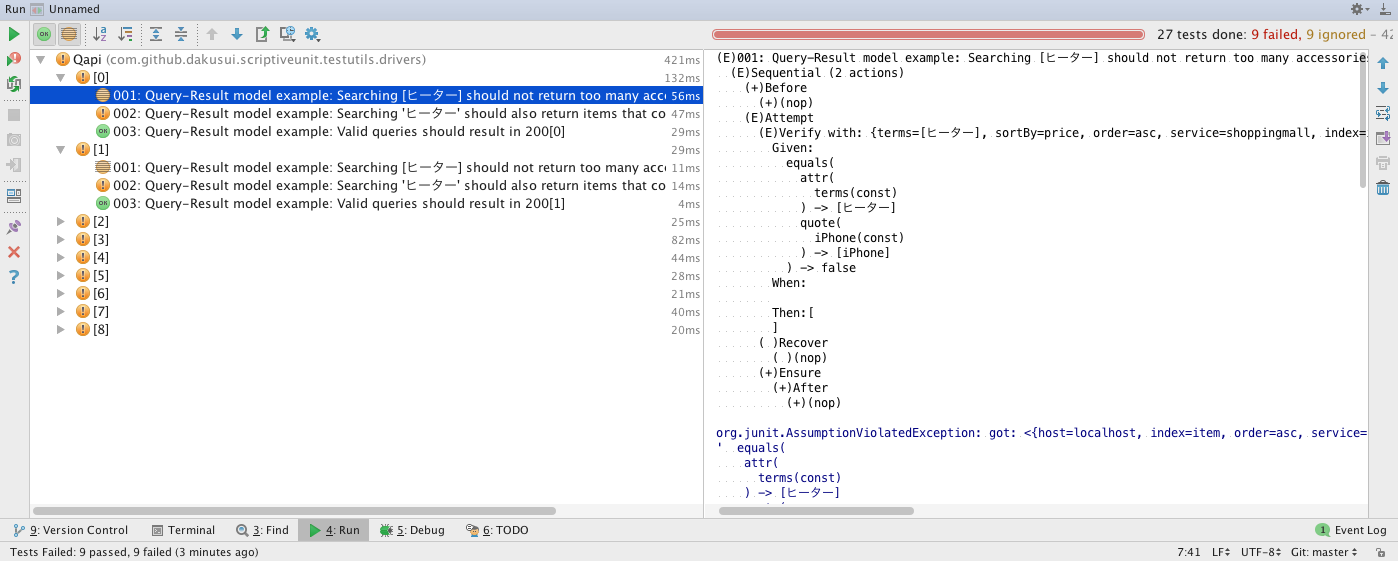 Run Unnamed
27 tests done: 9 failed, 9 ignored – 42
Qapi (com.github.dakusui.scriptiveunit.testutils.drivers) 421ms
[0] 132ms
001: Query-Result model example: Searching [ヒーター] should not return too many acce 56ms
002: Query-Result model example: Searching 'ヒーター' should also return items that co 47ms
003: Query-Result model example: Valid queries should result in 200[0] 29ms
[1] 29ms
001: Query-Result model example: Searching [ヒーター] should not return too many acce 11ms
002: Query-Result model example: Searching 'ヒーター' should also return items that co 14ms
003: Query-Result model example: Valid queries should result in 200[1] 4ms
[2] 25ms
[3] 82ms
[4] 44ms
[5] 28ms
[6] 21ms
[7] 40ms
[8] 20ms
(E)001: Query-Result model example: Searching [ヒーター] should not return too many accessories
(E)Sequential (2 actions)
(+)Before
(+)(nop)
(E)Attempt
(E)Verify with: {terms=[ヒーター], sortBy=price, order=asc, service=shoppingmall, index=
Given:
equals(
attr(
terms(const)
) -> [ヒーター]
quote(
iPhone(const)
) -> [iPhone]
) -> false
When:
Then:[
]
( )Recover
( )(nop)
(+)Ensure
(+)After
(+)(nop)
org.junit.AssumptionViolatedException: got: <{host=localhost, index=item, order=asc, service=
' equals(
attr(
terms(const)
) -> [ヒーター]
9: Version Control Terminal 3: Find 4: Run 5: Debug 6: TODO 1 Event Log
Tests Failed: 9 passed, 9 failed (3 minutes ago) 7:41 LF UTF-8 Git: master